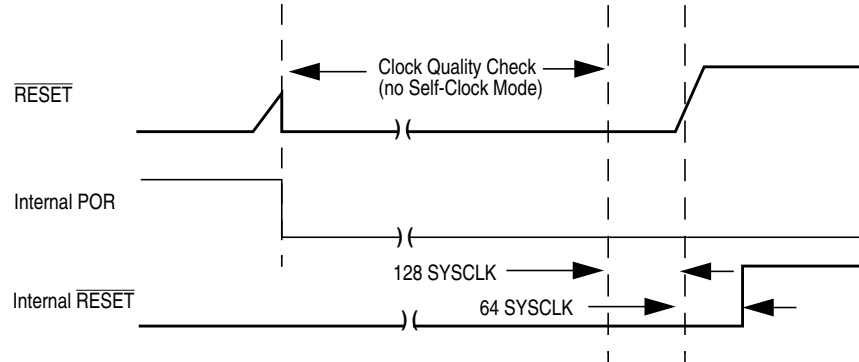 Clock Quality Check
(no Self-Clock Mode)
RESET
Internal POR
128 SYSCLK
Internal RESET
64 SYSCLK